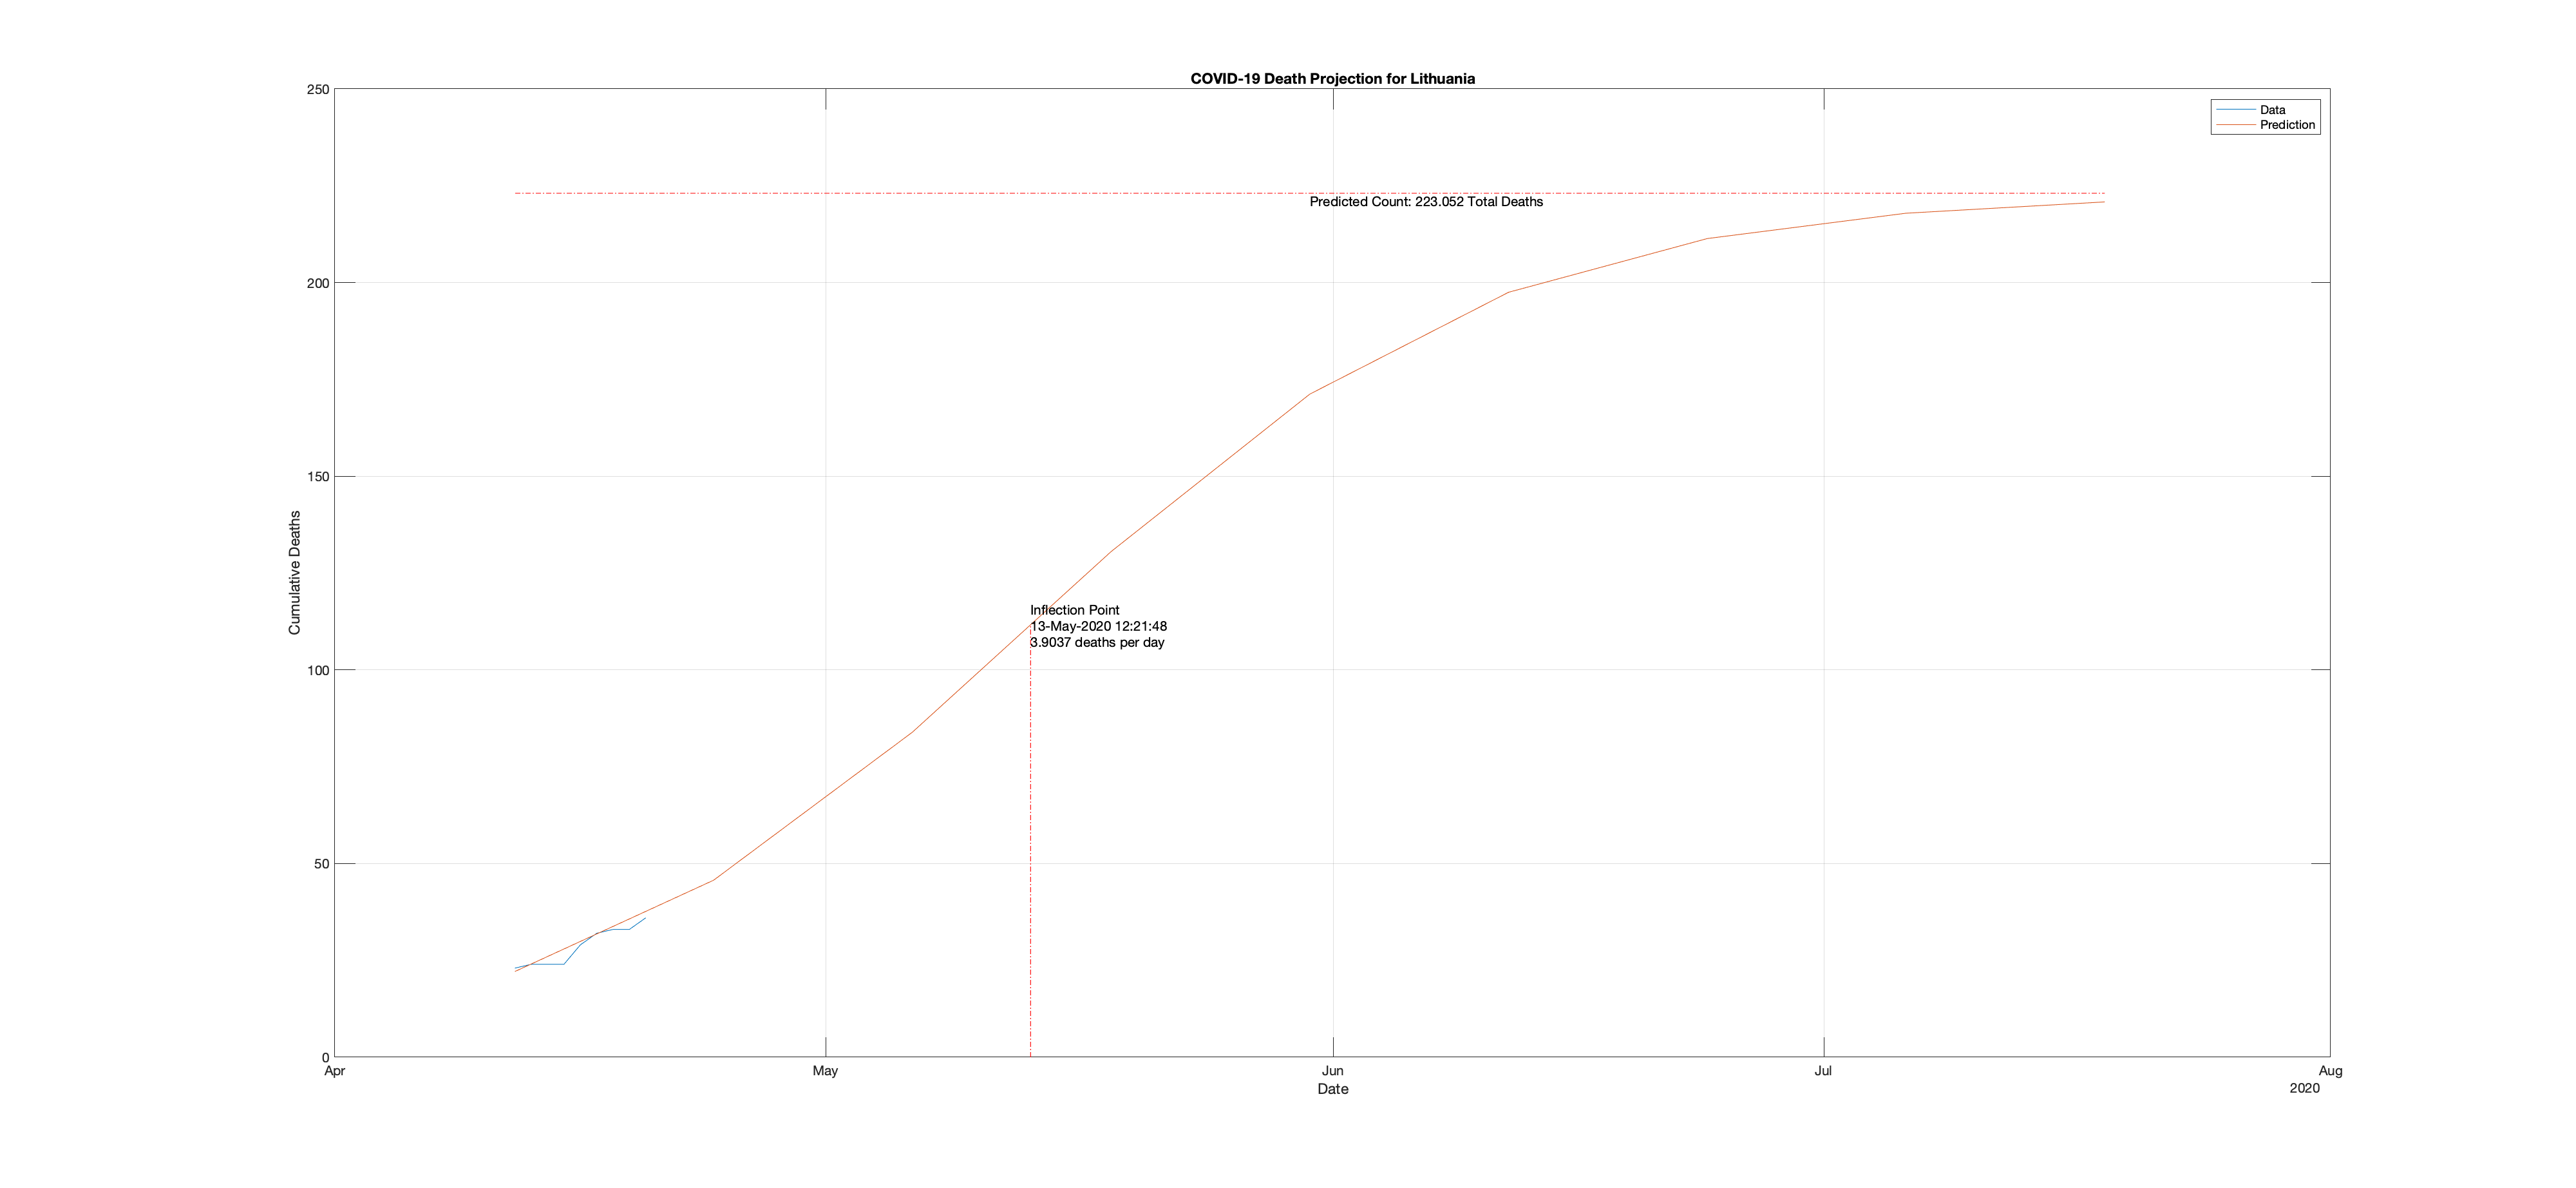 COVID-19 Death Projection for Lithuania
250
200
150
100
50
0
Cumulative Deaths
Data
Prediction
Predicted Count: 223.052 Total Deaths
Inflection Point
13-May-2020 12:21:48
3.9037 deaths per day
Apr
May
Jun
Jul
Aug
Date
2020